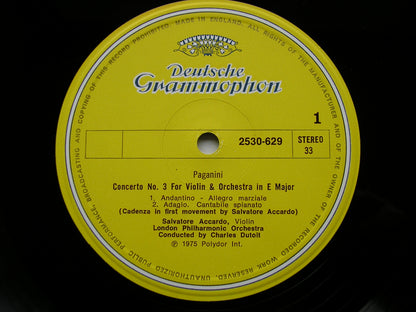 Deutsche
Grammophon
1
2530-629
STEREO
33
Paganini
Concerto No. 3 For Violin & Orchestra in E Major
1. Andantino - Allegro marziale
2. Adagio. Cantabile spianato
(Cadenza in first movement by Salvatore Accardo)
Salvatore Accardo, Violin
London Philharmonic Orchestra
Conducted by Charles Dutoit
℗ 1975 Polydor Int.
ALL RIGHTS OF THE MANUFACTURER AND OF THE OWNER OF THE RECORDED WORK RESERVED. UNAUTHORIZED PUBLIC PERFORMANCE, BROADCASTING AND COPYING OF THIS RECORD PROHIBITED